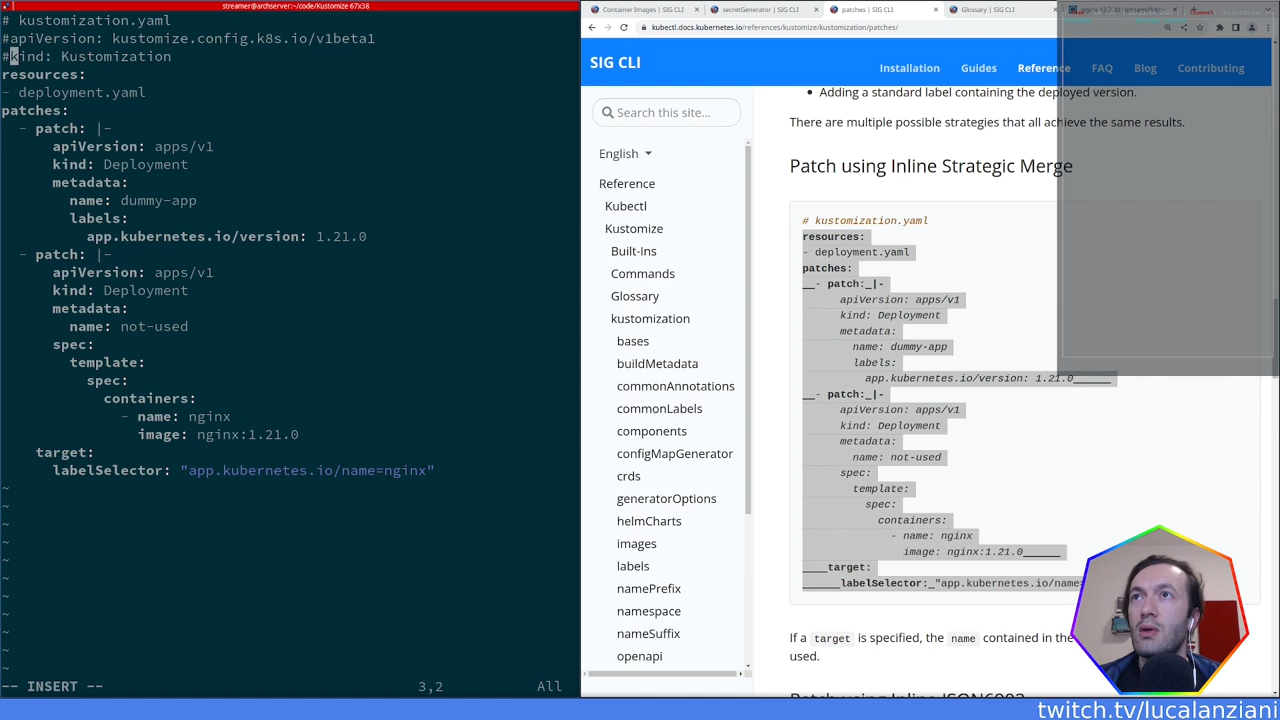 streamer@archserver:~/code/Kustomize 67x38
# kustomization.yaml
#apiVersion: kustomize.config.k8s.io/v1beta1
#kind: Kustomization
resources:
- deployment.yaml
patches:
- patch: |-
apiVersion: apps/v1
kind: Deployment
metadata:
name: dummy-app
labels:
app.kubernetes.io/version: 1.21.0
- patch: |-
apiVersion: apps/v1
kind: Deployment
metadata:
name: not-used
spec:
template:
spec:
containers:
- name: nginx
image: nginx:1.21.0
target:
labelSelector: "app.kubernetes.io/name=nginx"
~
~
~
~
~
~
~
~
~
~
~
-- INSERT -- 3,2 All
Container Images | SIG CLI
secretGenerator | SIG CLI
patches | SIG CLI
Glossary | SIG CLI
kubectl.docs.kubernetes.io/references/kustomize/kustomization/patches/
SIG CLI
Installation Guides Reference FAQ Blog Contributing
Search this site...
English
Reference
Kubectl
Kustomize
Built-Ins
Commands
Glossary
kustomization
bases
buildMetadata
commonAnnotations
commonLabels
components
configMapGenerator
crds
generatorOptions
helmCharts
images
labels
namePrefix
namespace
nameSuffix
openapi
• Adding a standard label containing the deployed version.
There are multiple possible strategies that all achieve the same results.
Patch using Inline Strategic Merge
# kustomization.yaml
resources:
- deployment.yaml
patches:
__- patch:_|-
apiVersion: apps/v1
kind: Deployment
metadata:
name: dummy-app
labels:
app.kubernetes.io/version: 1.21.0______
__- patch:_|-
apiVersion: apps/v1
kind: Deployment
metadata:
name: not-used
spec:
template:
spec:
containers:
- name: nginx
image: nginx:1.21.0______
____target:
______labelSelector:_"app.kubernetes.io/name=
If a target is specified, the name contained in the
used.
Patch using Inline JSON6902
twitch.tv/lucalanziani